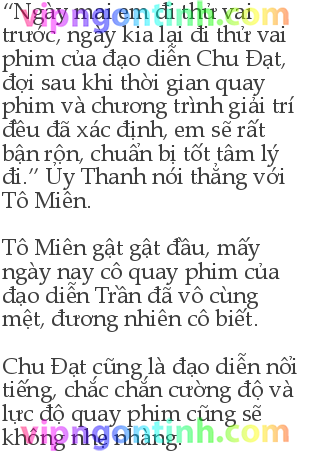 “Ngày mai em đi thử vai
trước, ngày kia lại đi thử vai
phim của đạo diễn Chu Đạt,
đợi sau khi thời gian quay
phim và chương trình giải trí
đều đã xác định, em sẽ rất
bận rộn, chuẩn bị tốt tâm lý
đi.” Ủy Thanh nói thẳng với
Tô Miên.
Tô Miên gật gật đầu, mấy
ngày nay cô quay phim của
đạo diễn Trần đã vô cùng
mệt, đương nhiên cô biết.
Chu Đạt cũng là đạo diễn nổi
tiếng, chắc chắn cường độ và
lực độ quay phim cũng sẽ
không nhẹ nhàng.
vipngontinh.com
vipngontinh.com